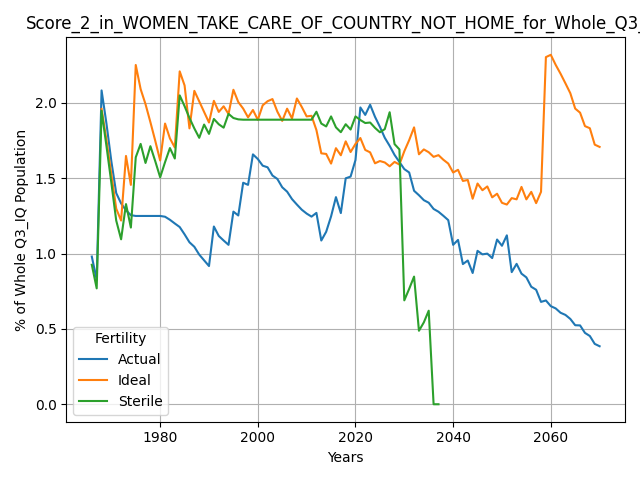 Score_2_in_WOMEN_TAKE_CARE_OF_COUNTRY_NOT_HOME_for_Whole_Q3_
% of Whole Q3_IQ Population
2.0
1.5
1.0
0.5
0.0
Fertility
Actual
Ideal
Sterile
1980 2000 2020 2040 2060
Years